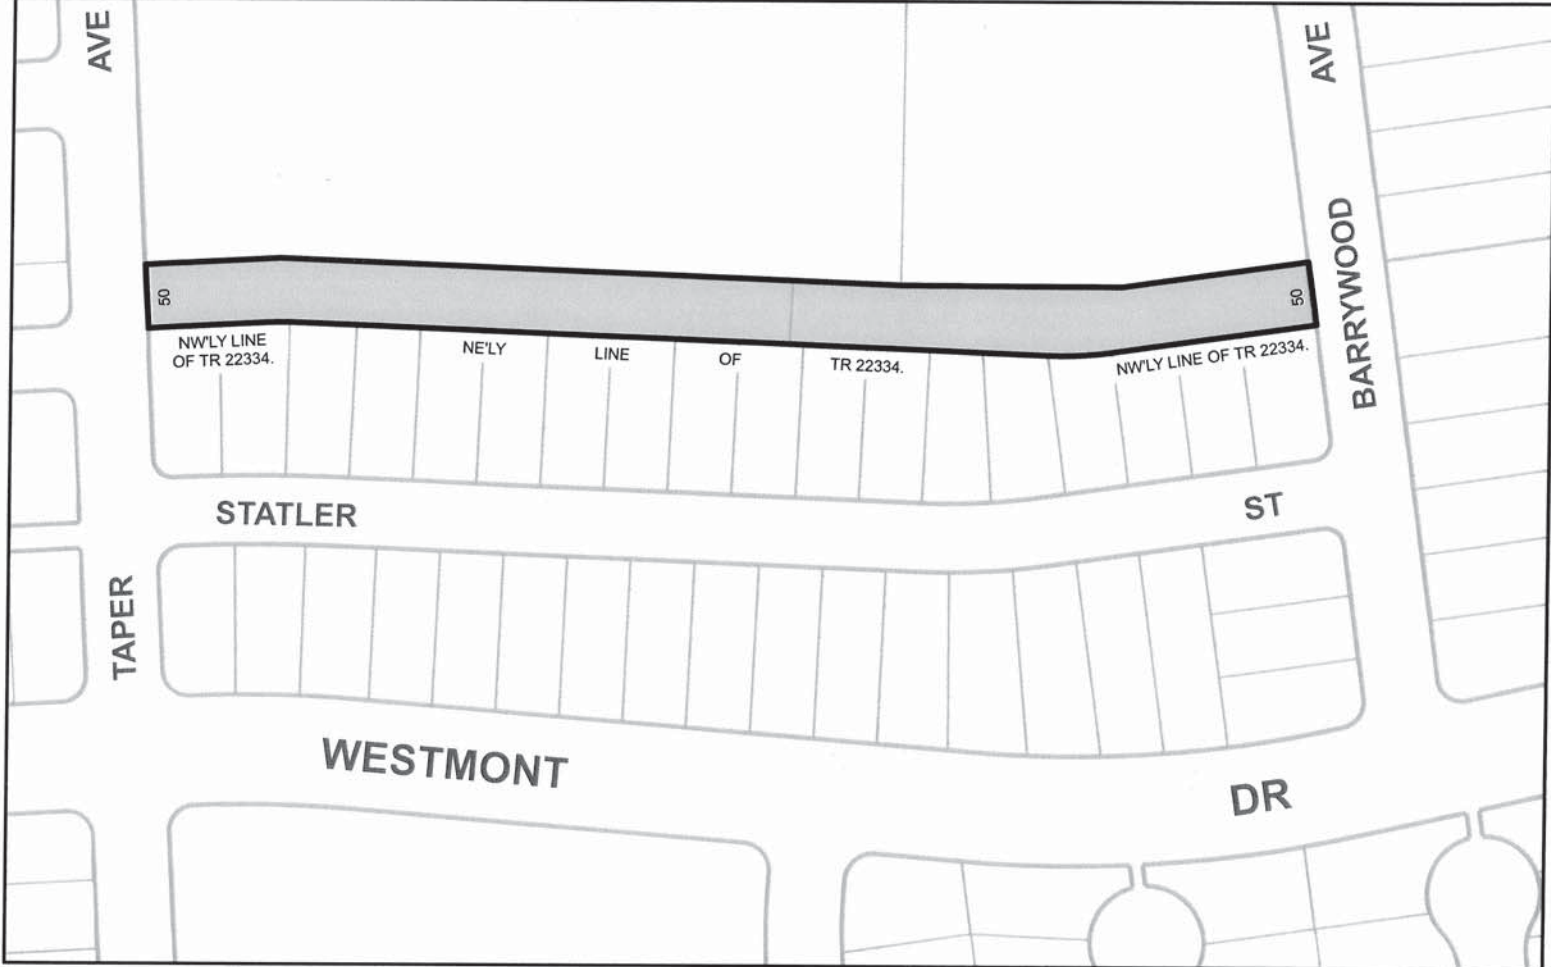 AVE
AVE
BARRYWOOD
50
50
NW'LY LINE
OF TR 22334.
NE'LY LINE OF TR 22334.
NW'LY LINE OF TR 22334.
STATLER ST
TAPER
WESTMONT DR